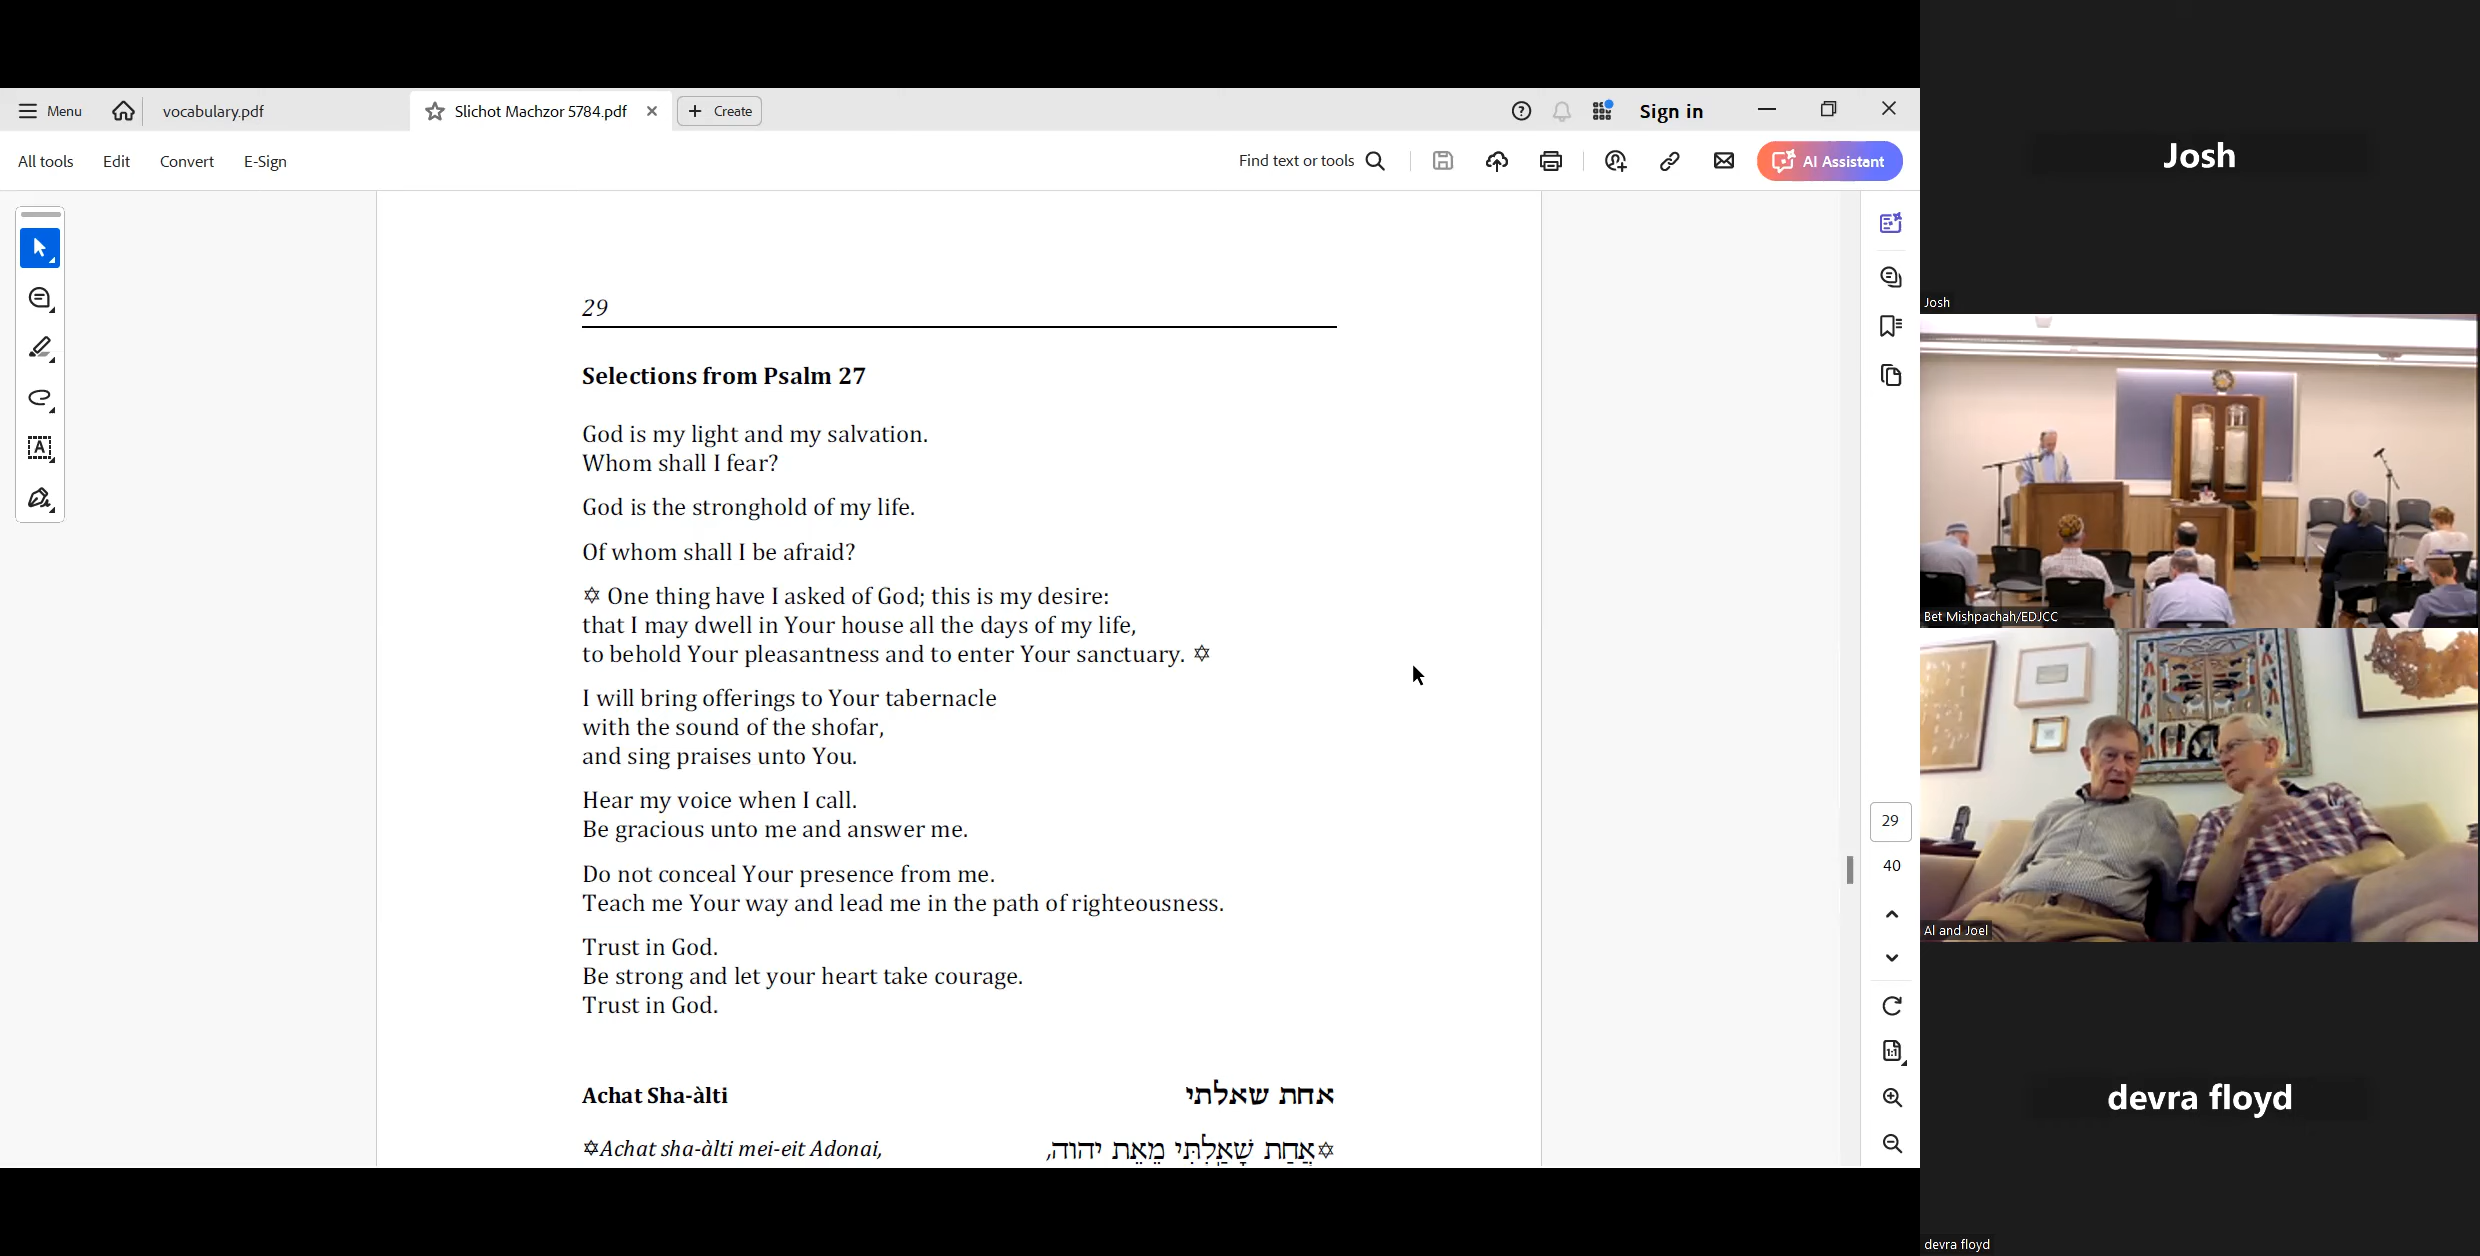 Menu
vocabulary.pdf
Slichot Machzor 5784.pdf
Create
Sign in
All tools
Edit
Convert
E-Sign
Find text or tools
AI Assistant
29
Selections from Psalm 27
God is my light and my salvation.
Whom shall I fear?
God is the stronghold of my life.
Of whom shall I be afraid?
✡ One thing have I asked of God; this is my desire:
that I may dwell in Your house all the days of my life,
to behold Your pleasantness and to enter Your sanctuary. ✡
I will bring offerings to Your tabernacle
with the sound of the shofar,
and sing praises unto You.
Hear my voice when I call.
Be gracious unto me and answer me.
Do not conceal Your presence from me.
Teach me Your way and lead me in the path of righteousness.
Trust in God.
Be strong and let your heart take courage.
Trust in God.
Achat Sha-àlti
אחת שאלתי
✡Achat sha-àlti mei-eit Adonai,
✡אַחַת שָׁאַלְתִּי מֵאֵת יהוה,
29
40
Josh
Josh
Bet Mishpachah/EDJCC
Al and Joel
devra floyd
devra floyd